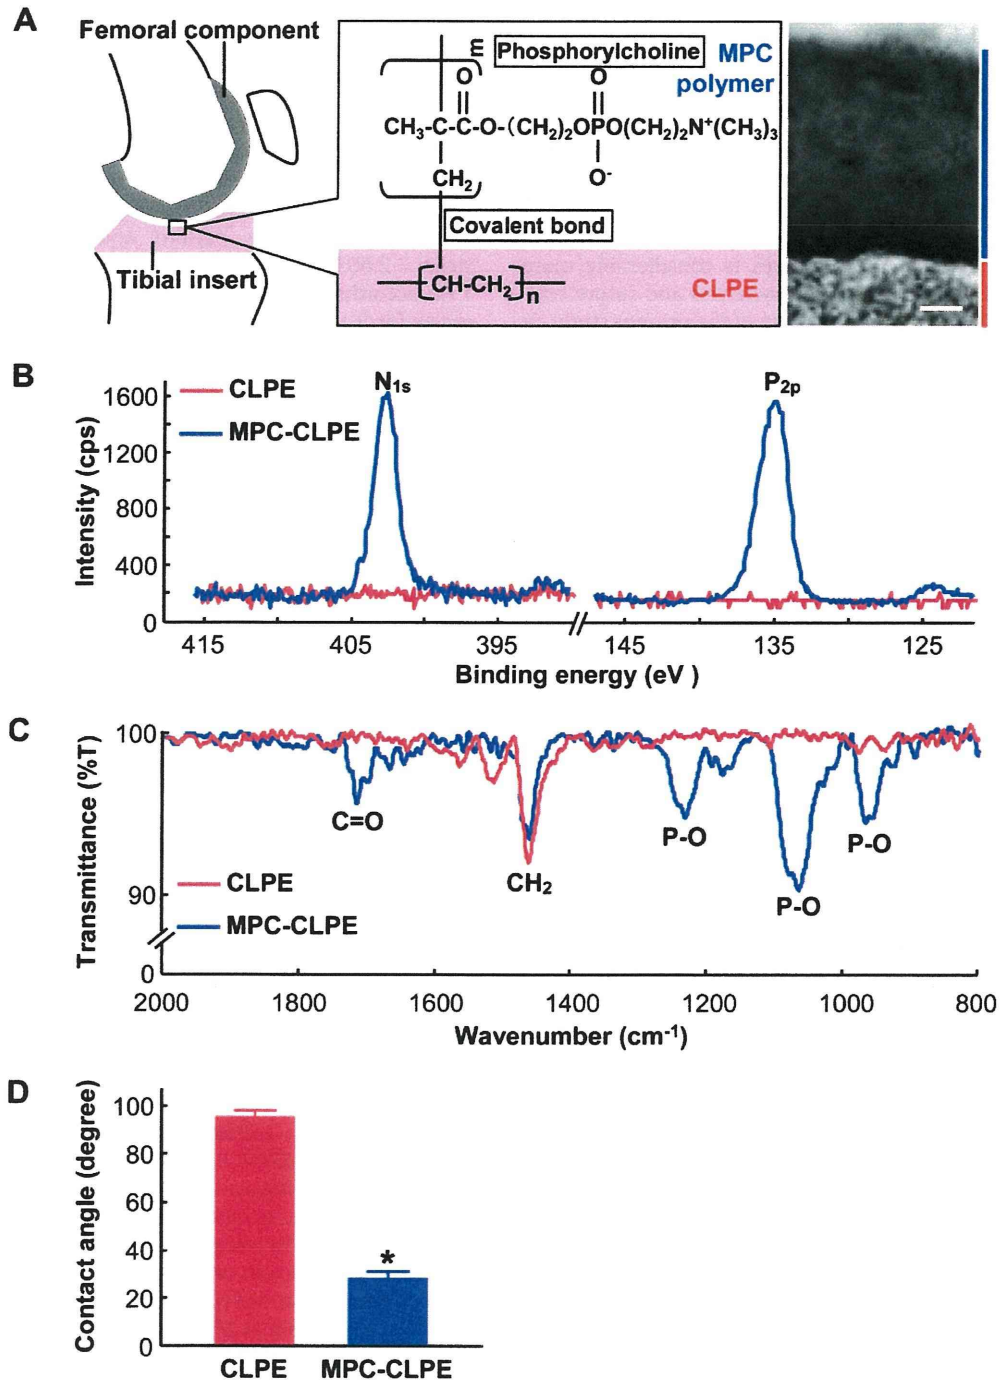 A
Femoral component
Tibial insert
m
Phosphorylcholine
MPC
polymer
O
O
CH3-C-C-O-(CH2)2OPO(CH2)2N+(CH3)3
CH2
O-
Covalent bond
(CH-CH2)n
CLPE
B
CLPE
MPC-CLPE
N1s
P2p
Intensity (cps)
1600
1200
800
400
0
415
405
395
145
135
125
Binding energy (eV )
C
100
90
0
Transmittance (%T)
C=O
CH2
P-O
P-O
P-O
CLPE
MPC-CLPE
2000
1800
1600
1400
1200
1000
800
Wavenumber (cm-1)
D
Contact angle (degree)
100
80
60
40
20
0
*
CLPE
MPC-CLPE